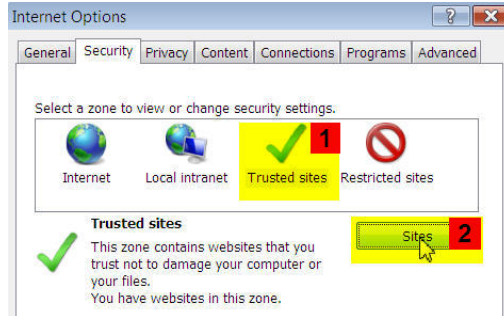 Internet Options
General Security Privacy Content Connections Programs Advanced
Select a zone to view or change security settings.
1
Internet Local intranet Trusted sites Restricted sites
Trusted sites
Sites 2
This zone contains websites that you
trust not to damage your computer or
your files.
You have websites in this zone.